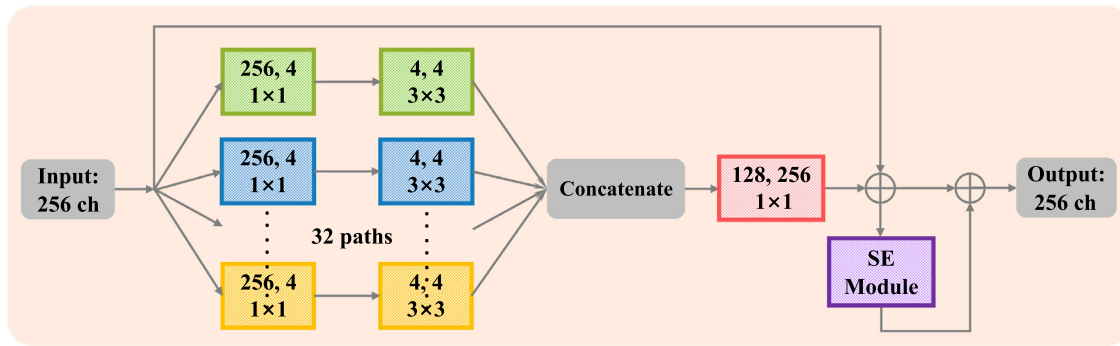 256, 4
1×1
4, 4
3×3
256, 4
1×1
4, 4
3×3
Input:
256 ch
Concatenate
128, 256
1×1
Output:
256 ch
32 paths
SE
Module
256, 4
1×1
4, 4
3×3